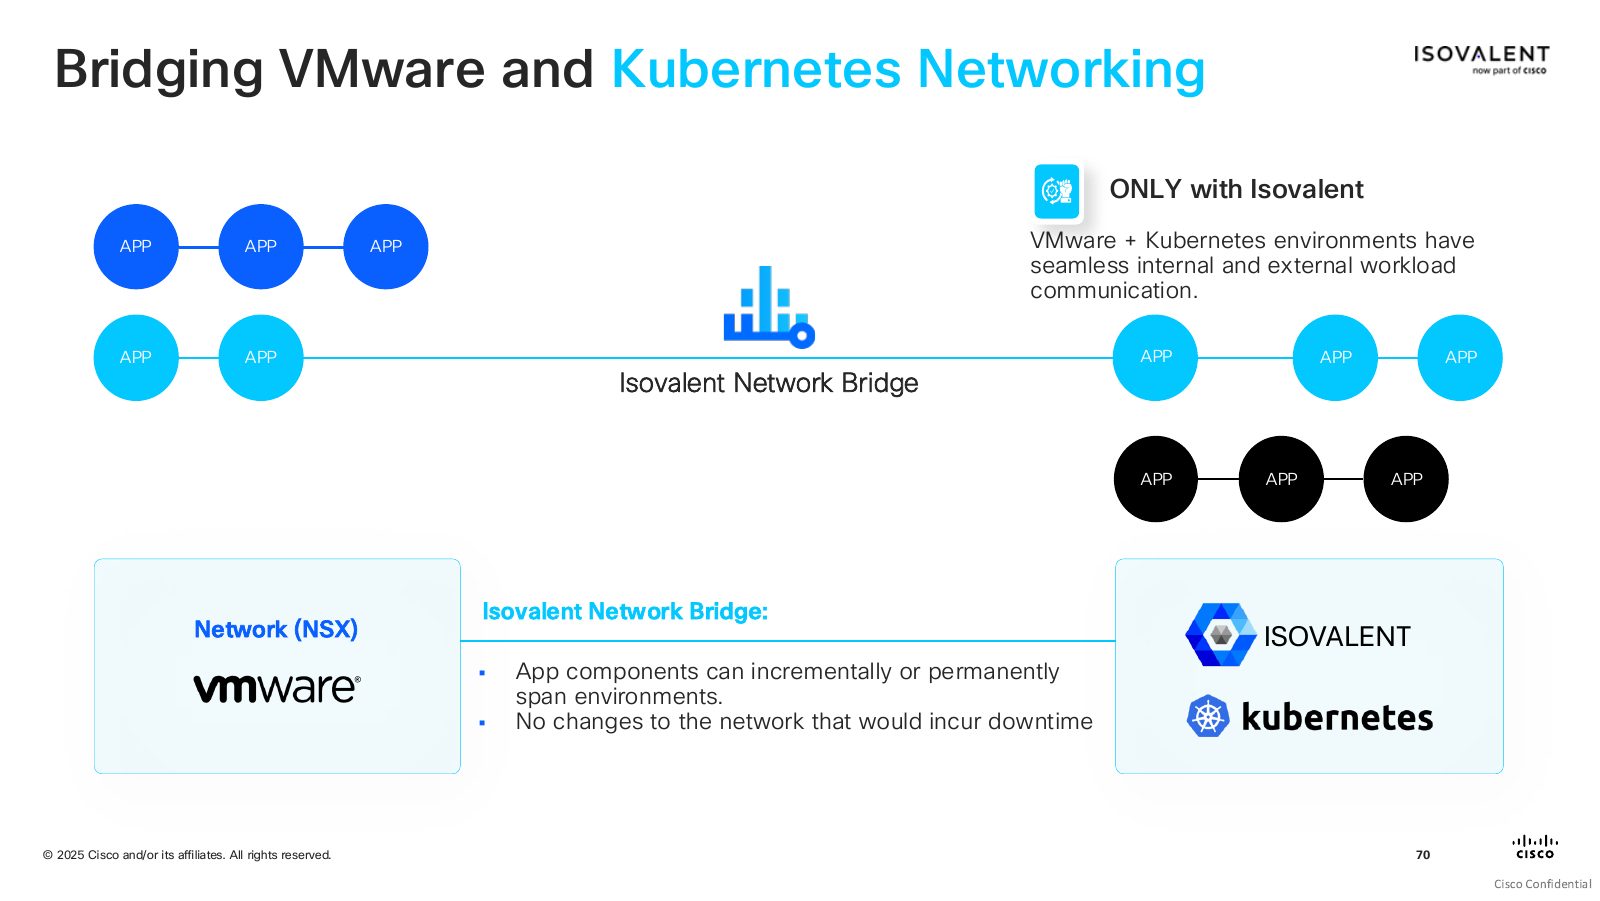 Bridging VMware and Kubernetes Networking
ISOVALENT
now part of CISCO
ONLY with Isovalent
VMware + Kubernetes environments have
seamless internal and external workload
communication.
APP APP APP
APP APP
Isovalent Network Bridge
APP APP APP
APP APP APP
Network (NSX)
vmware®
Isovalent Network Bridge:
▪ App components can incrementally or permanently
span environments.
▪ No changes to the network that would incur downtime
ISOVALENT
kubernetes
© 2025 Cisco and/or its affiliates. All rights reserved.
70
CISCO
Cisco Confidential